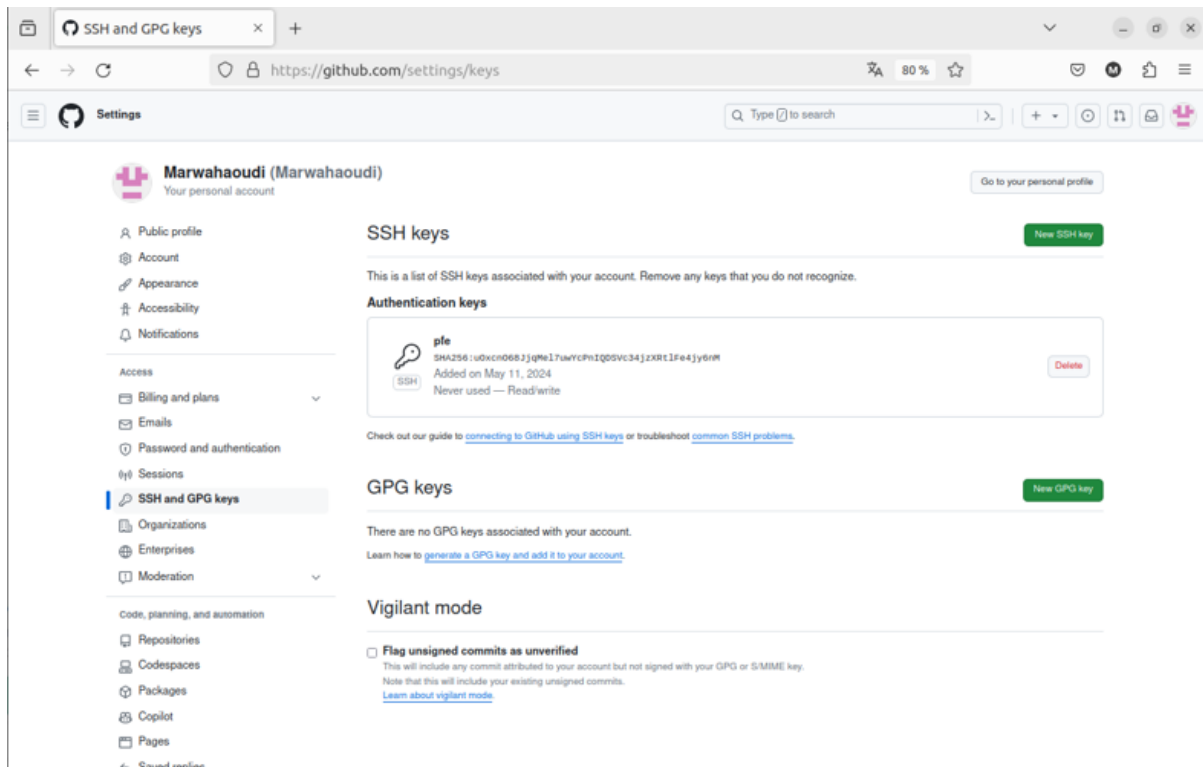 SSH and GPG keys
https://github.com/settings/keys
80 %
Settings
Type / to search
Marwahaoudi (Marwahaoudi)
Your personal account
Go to your personal profile
Public profile
Account
Appearance
Accessibility
Notifications
Access
Billing and plans
Emails
Password and authentication
Sessions
SSH and GPG keys
Organizations
Enterprises
Moderation
Code, planning, and automation
Repositories
Codespaces
Packages
Copilot
Pages
Saved replies
SSH keys
New SSH key
This is a list of SSH keys associated with your account. Remove any keys that you do not recognize.
Authentication keys
pfe
SSH
Added on May 11, 2024
Never used — Read/write
Delete
Check out our guide to connecting to GitHub using SSH keys or troubleshoot common SSH problems.
GPG keys
New GPG key
There are no GPG keys associated with your account.
Learn how to generate a GPG key and add it to your account.
Vigilant mode
Flag unsigned commits as unverified
This will include any commit attributed to your account but not signed with your GPG or S/MIME key.
Note that this will include your existing unsigned commits.
Learn about vigilant mode.